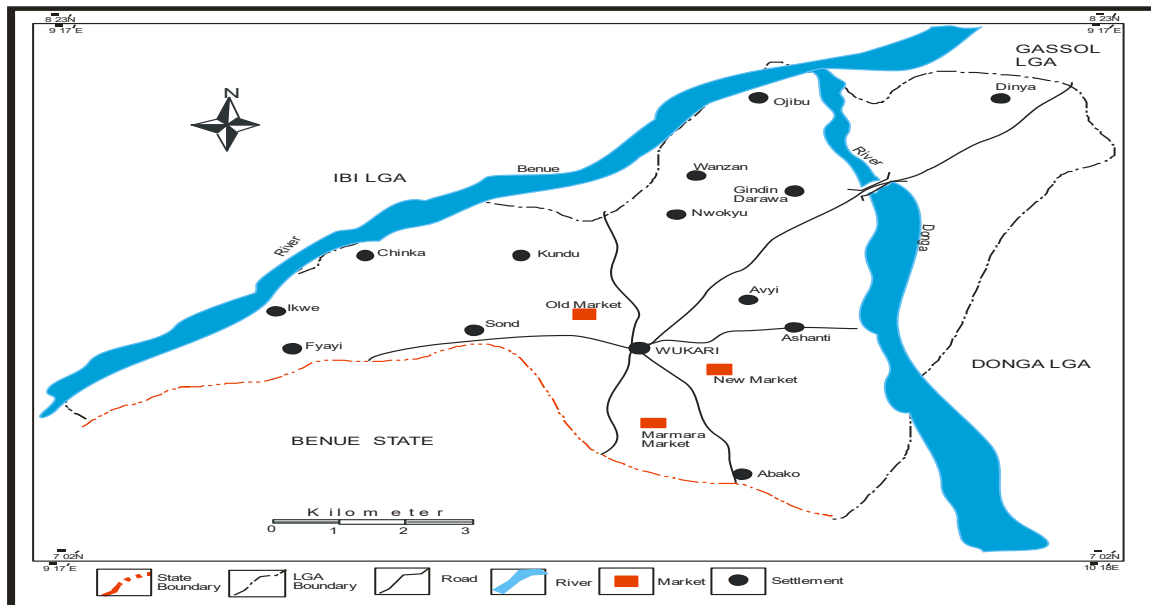 8 23N
9 17 E
8 23N
9 17 E
GASSOL
LGA
Dinya
Ojibu
N
River
Benue
Wanzan
IBI LGA
Gindin
Darawa
Nwokyu
River
Donga
Chinka
Kundu
Avyi
Ikwe
Old Market
Sond
Ashanti
Fyayi
WUKARI
DONGA LGA
New Market
BENUE STATE
Marmara
Market
Abako
Kilometer
0 1 2 3
7 02N
9 17 E
7 02N
10 18E
State
Boundary
LGA
Boundary
Road
River
Market
Settlement